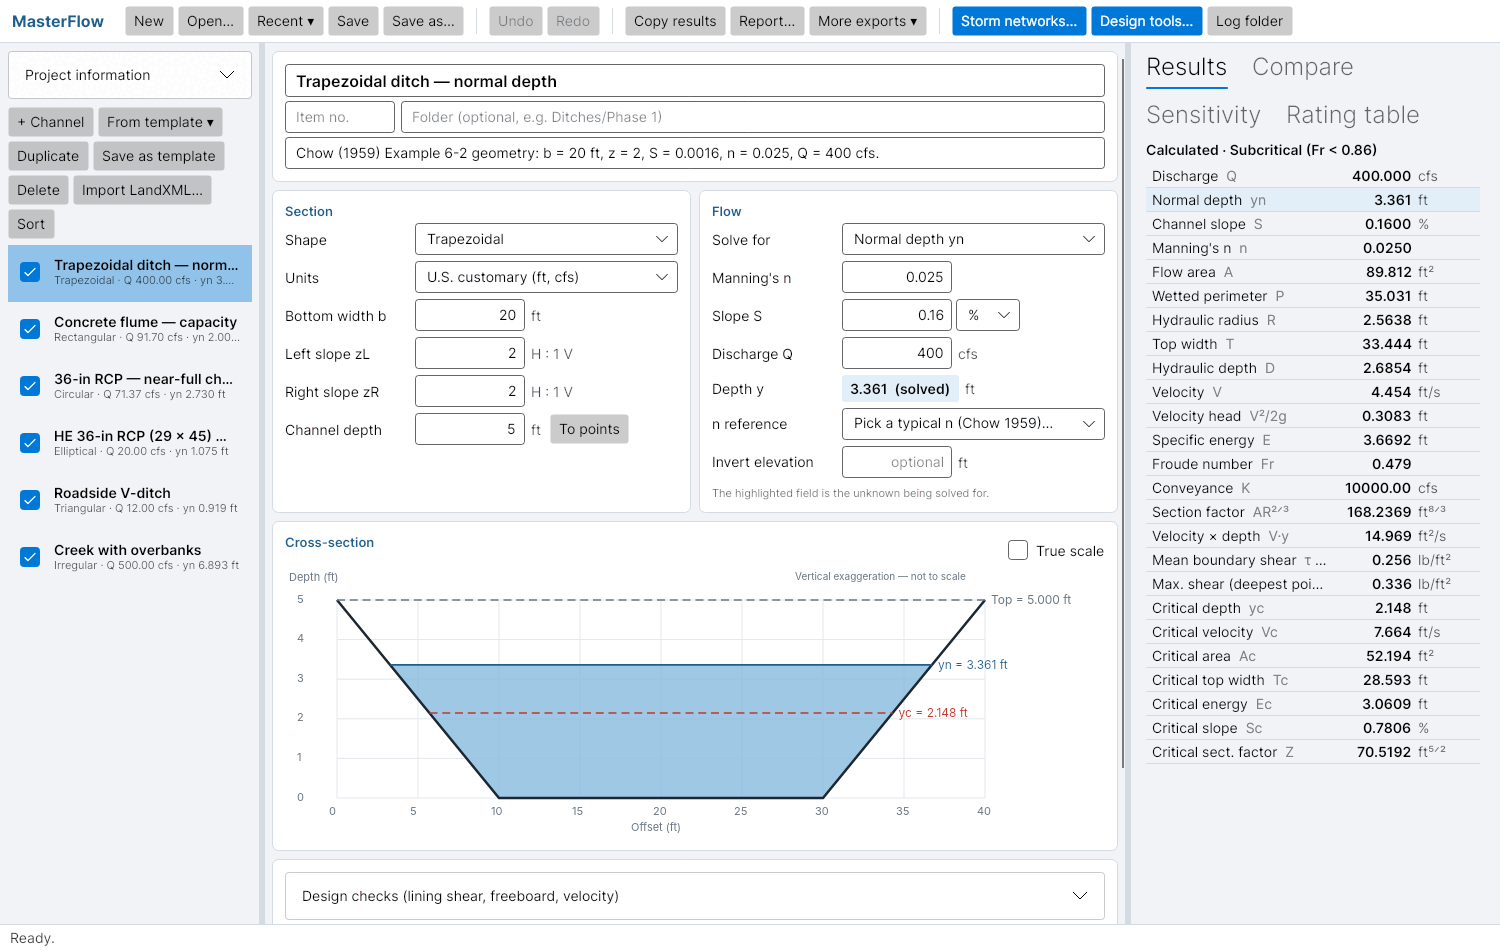 MasterFlow
New
Open...
Recent ▾
Save
Save as...
Undo
Redo
Copy results
Report...
More exports ▾
Storm networks...
Design tools...
Log folder
Project information
+ Channel
From template ▾
Duplicate
Save as template
Delete
Import LandXML...
Sort
Trapezoidal ditch — norm...
Trapezoidal · Q 400.00 cfs · yn 3....
Concrete flume — capacity
Rectangular · Q 91.70 cfs · yn 2.00...
36-in RCP — near-full ch...
Circular · Q 71.37 cfs · yn 2.730 ft
HE 36-in RCP (29 × 45) ...
Elliptical · Q 20.00 cfs · yn 1.075 ft
Roadside V-ditch
Triangular · Q 12.00 cfs · yn 0.919 ft
Creek with overbanks
Irregular · Q 500.00 cfs · yn 6.893 ft
Trapezoidal ditch — normal depth
Item no.
Folder (optional, e.g. Ditches/Phase 1)
Chow (1959) Example 6-2 geometry: b = 20 ft, z = 2, S = 0.0016, n = 0.025, Q = 400 cfs.
Section
Shape Trapezoidal
Units U.S. customary (ft, cfs)
Bottom width b 20 ft
Left slope zL 2 H : 1 V
Right slope zR 2 H : 1 V
Channel depth 5 ft To points
Flow
Solve for Normal depth yn
Manning's n 0.025
Slope S 0.16 %
Discharge Q 400 cfs
Depth y 3.361 (solved) ft
n reference Pick a typical n (Chow 1959)...
Invert elevation optional ft
The highlighted field is the unknown being solved for.
Cross-section
True scale
Depth (ft)
Vertical exaggeration — not to scale
5
4
3
2
1
0
Top = 5.000 ft
yn = 3.361 ft
yc = 2.148 ft
0 5 10 15 20 25 30 35 40
Offset (ft)
Design checks (lining shear, freeboard, velocity)
Results Compare
Sensitivity Rating table
Calculated · Subcritical (Fr < 0.86)
Discharge Q 400.000 cfs
Normal depth yn 3.361 ft
Channel slope S 0.1600 %
Manning's n n 0.0250
Flow area A 89.812 ft²
Wetted perimeter P 35.031 ft
Hydraulic radius R 2.5638 ft
Top width T 33.444 ft
Hydraulic depth D 2.6854 ft
Velocity V 4.454 ft/s
Velocity head V²/2g 0.3083 ft
Specific energy E 3.6692 ft
Froude number Fr 0.479
Conveyance K 10000.00 cfs
Section factor AR²ᐟ³ 168.2369 ft⁸ᐟ³
Velocity × depth V·y 14.969 ft²/s
Mean boundary shear τ ... 0.256 lb/ft²
Max. shear (deepest poi... 0.336 lb/ft²
Critical depth yc 2.148 ft
Critical velocity Vc 7.664 ft/s
Critical area Ac 52.194 ft²
Critical top width Tc 28.593 ft
Critical energy Ec 3.0609 ft
Critical slope Sc 0.7806 %
Critical sect. factor Z 70.5192 ft⁵ᐟ²
Ready.